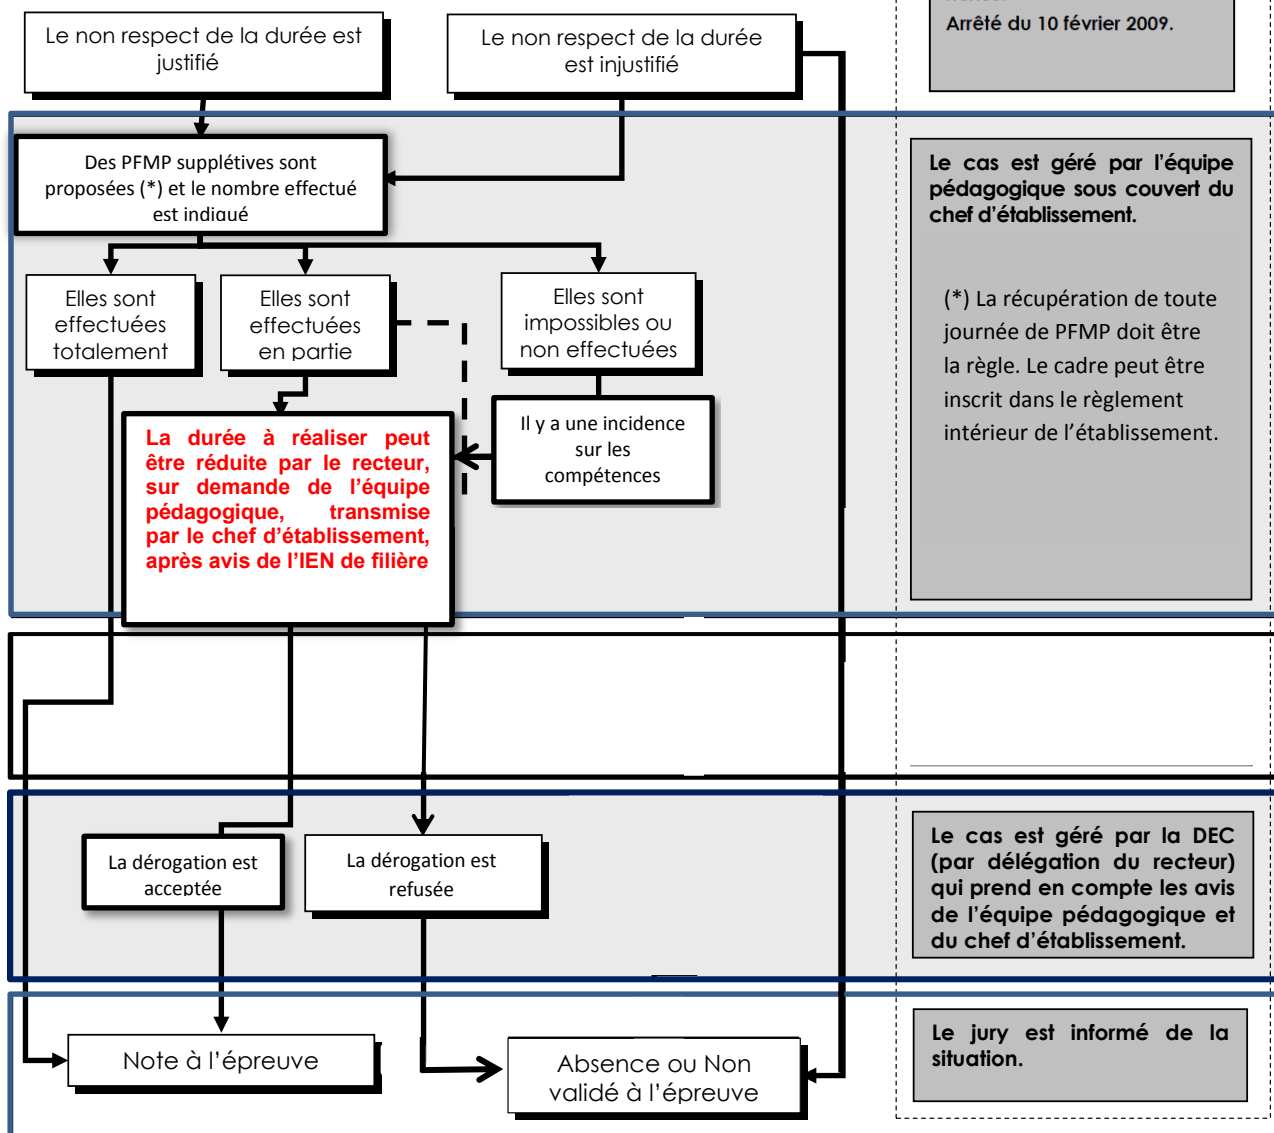 Arrêté du 10 février 2009.
Le non respect de la durée est
justifié
Le non respect de la durée
est injustifié
Des PFMP supplétives sont
proposées (*) et le nombre effectué
est indiqué
Le cas est géré par l'équipe
pédagogique sous couvert du
chef d'établissement.
(*) La récupération de toute
journée de PFMP doit être
la règle. Le cadre peut être
inscrit dans le règlement
intérieur de l'établissement.
Elles sont
effectuées
totalement
Elles sont
effectuées
en partie
Elles sont
impossibles ou
non effectuées
Il y a une incidence
sur les
compétences
La durée à réaliser peut
être réduite par le recteur,
sur demande de l'équipe
pédagogique, transmise
par le chef d'établissement,
après avis de l'IEN de filière
La dérogation est
acceptée
La dérogation est
refusée
Le cas est géré par la DEC
(par délégation du recteur)
qui prend en compte les avis
de l'équipe pédagogique et
du chef d'établissement.
Note à l'épreuve
Absence ou Non
validé à l'épreuve
Le jury est informé de la
situation.